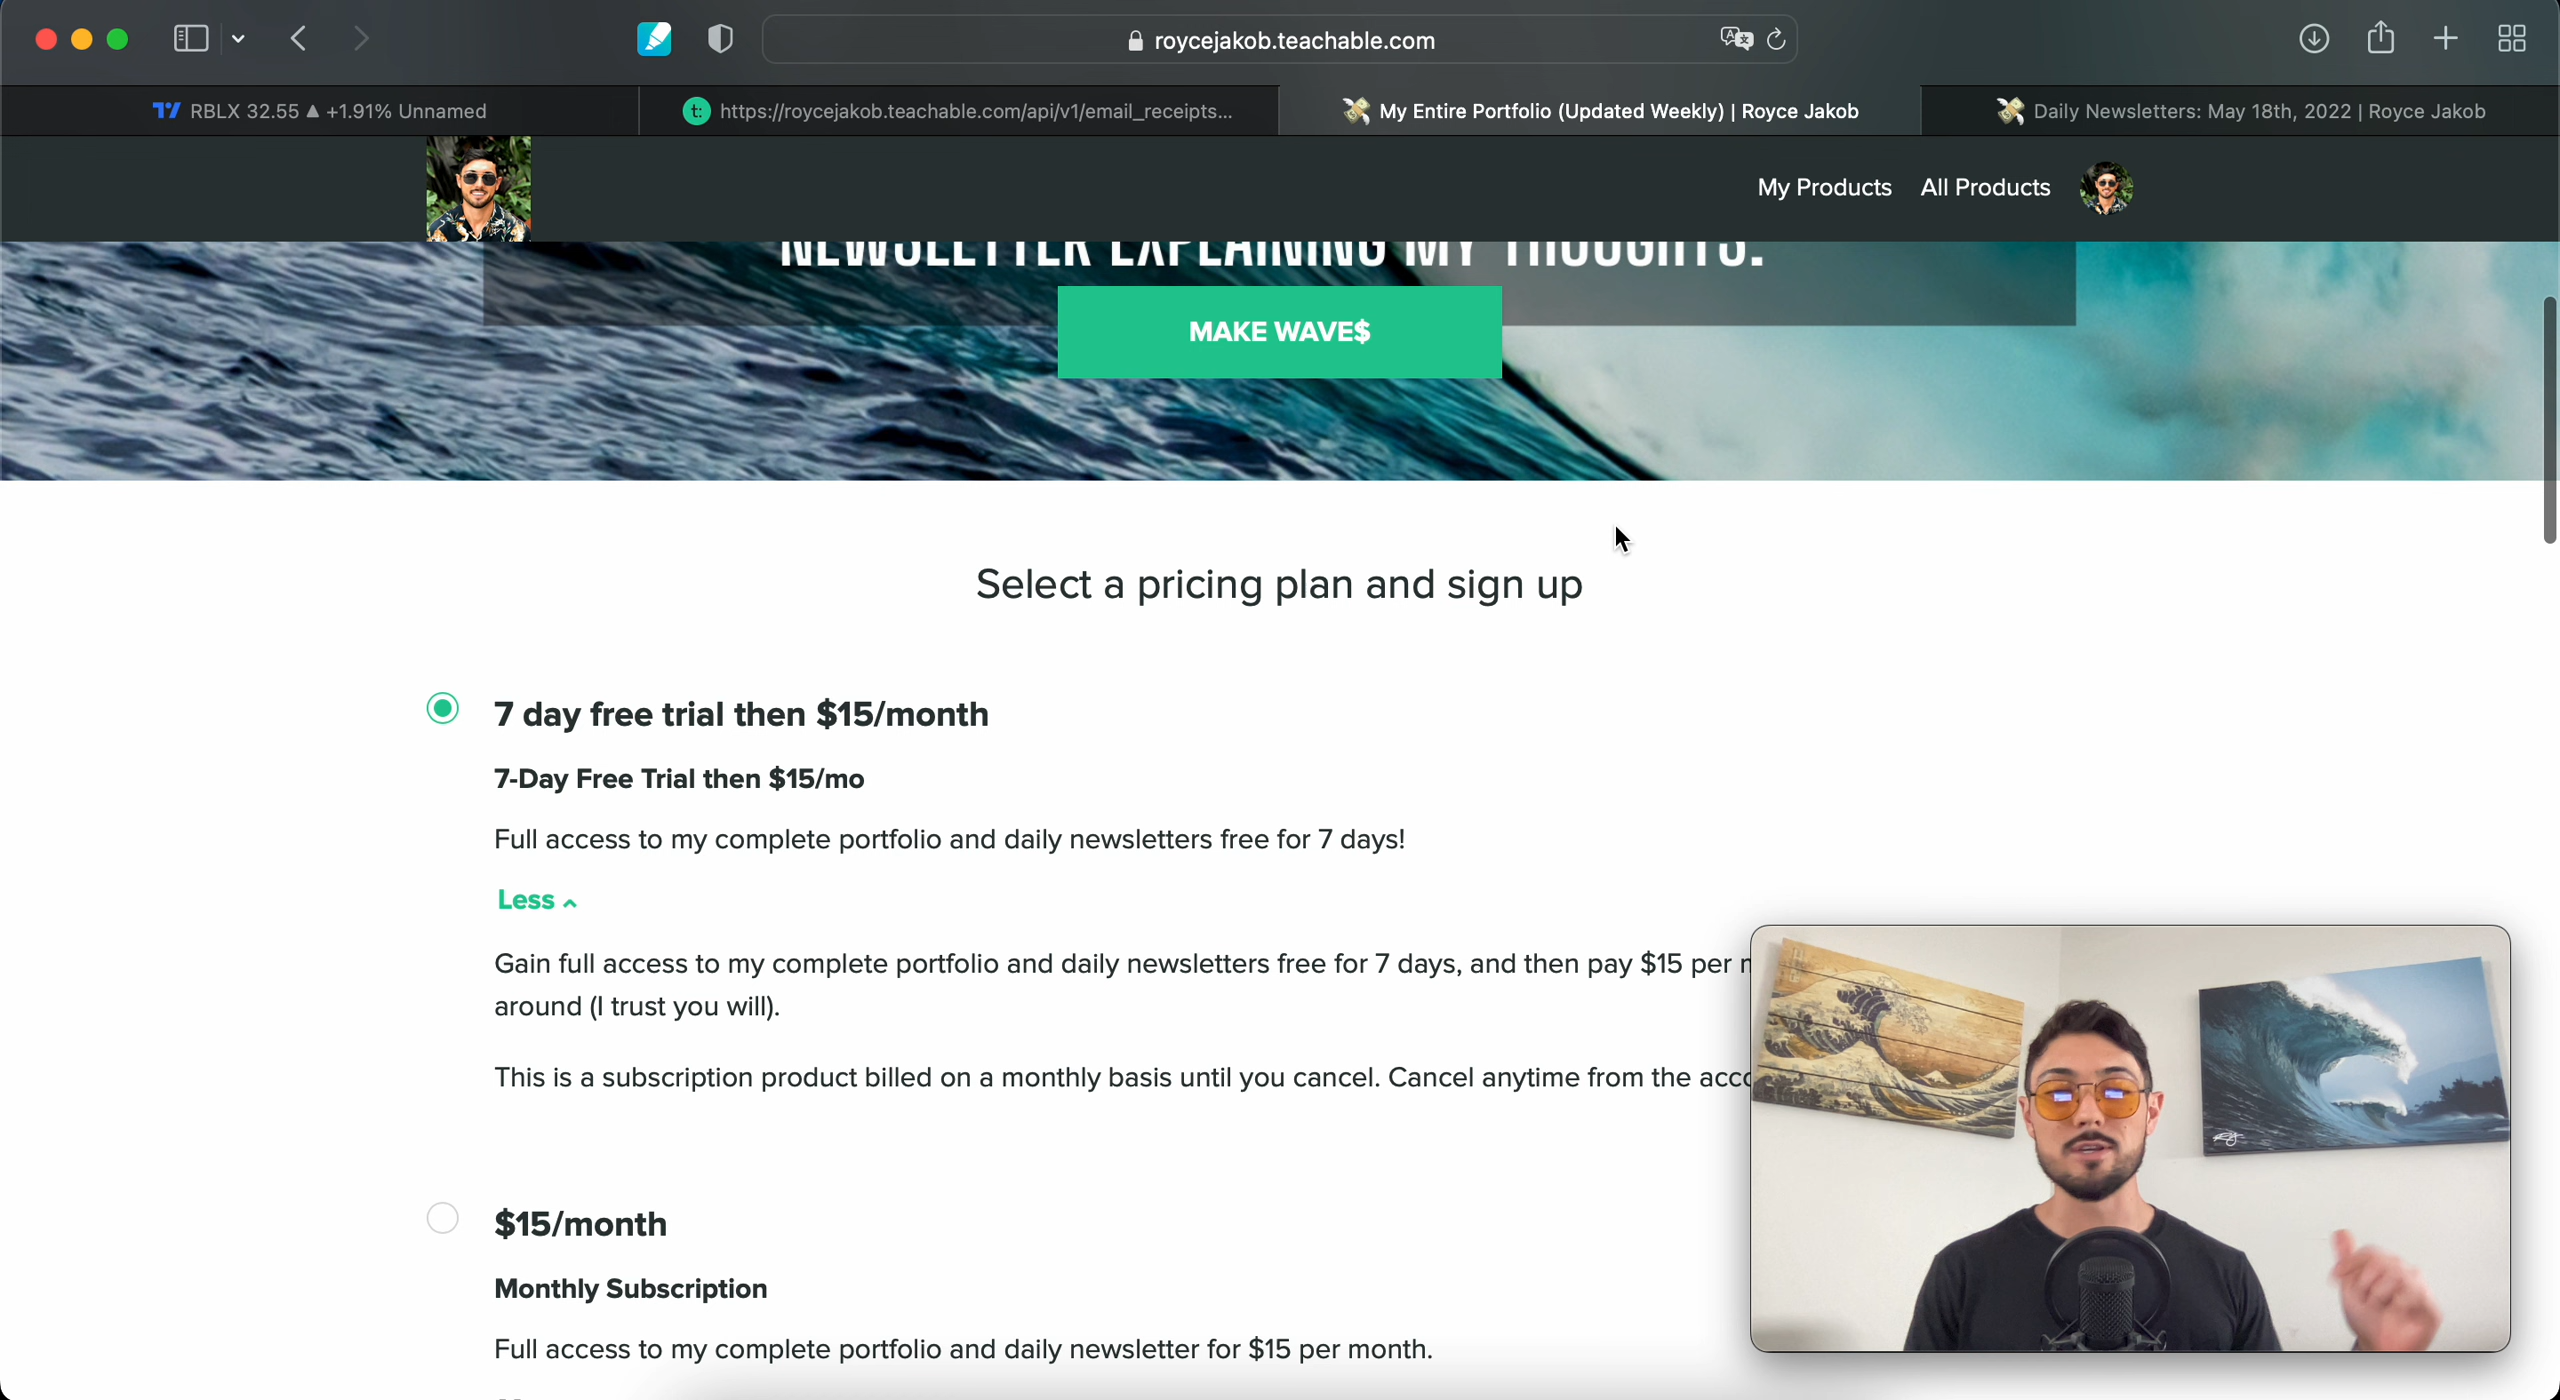 roycejakob.teachable.com
RBLX 32.55 ▲ +1.91% Unnamed
t:
https://roycejakob.teachable.com/api/v1/email_receipts...
My Entire Portfolio (Updated Weekly) | Royce Jakob
Daily Newsletters: May 18th, 2022 | Royce Jakob
My Products
All Products
NEWSLETTER EXPLAINING MY THOUGHTS.
MAKE WAVE$
Select a pricing plan and sign up
7 day free trial then $15/month
7-Day Free Trial then $15/mo
Full access to my complete portfolio and daily newsletters free for 7 days!
Less
Gain full access to my complete portfolio and daily newsletters free for 7 days, and then pay $15 per
around (I trust you will).
This is a subscription product billed on a monthly basis until you cancel. Cancel anytime from the
$15/month
Monthly Subscription
Full access to my complete portfolio and daily newsletter for $15 per month.